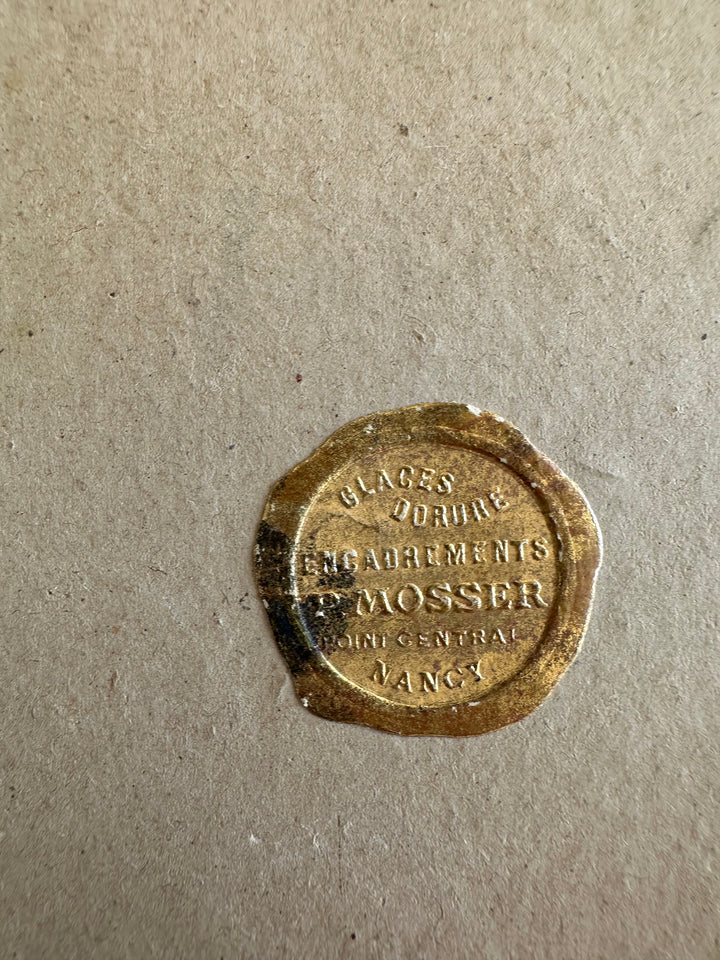 GLACES
DORURE
ENCADREMENTS
P. MOSSER
POINT CENTRAL
NANCY